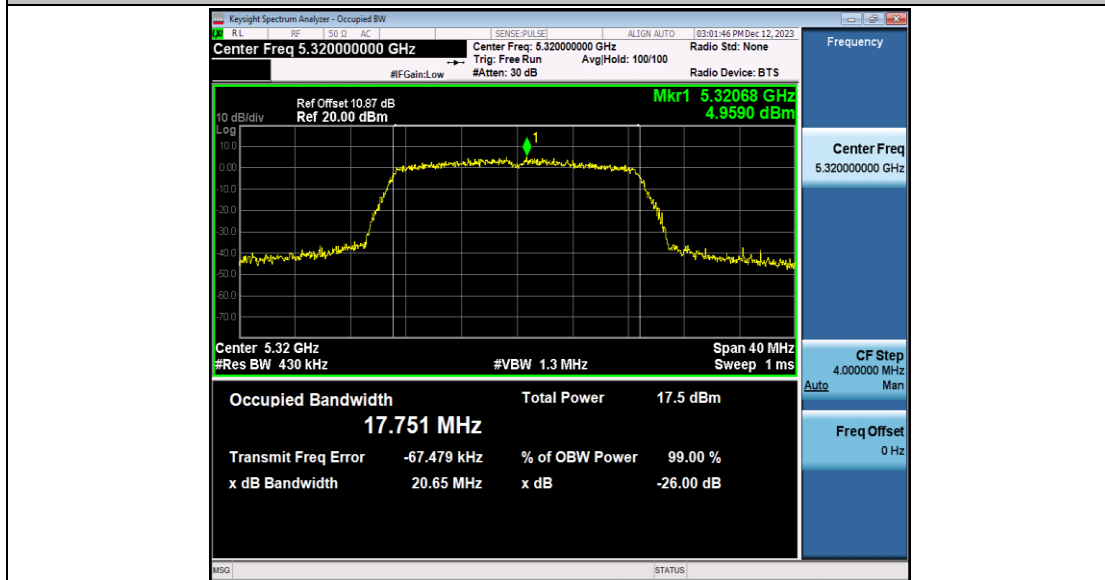 Keysight Spectrum Analyzer - Occupied BW
RL RF 50 Ω AC SENSE:PULSE ALIGN AUTO 03:01:46 PM Dec 12, 2023
Center Freq 5.320000000 GHz
Center Freq: 5.320000000 GHz
Radio Std: None
Trig: Free Run Avg|Hold: 100/100
#IFGain:Low #Atten: 30 dB Radio Device: BTS
Frequency
Mkr1 5.32068 GHz
4.9590 dBm
Ref Offset 10.87 dB
10 dB/div Ref 20.00 dBm
Log
1
10.0
0.00
-10.0
-20.0
-30.0
-40.0
-50.0
-60.0
-70.0
Center 5.32 GHz Span 40 MHz
#Res BW 430 kHz #VBW 1.3 MHz Sweep 1 ms
Occupied Bandwidth Total Power 17.5 dBm
17.751 MHz
Transmit Freq Error -67.479 kHz % of OBW Power 99.00 %
x dB Bandwidth 20.65 MHz x dB -26.00 dB
Center Freq
5.320000000 GHz
CF Step
4.000000 MHz
Auto Man
Freq Offset
0 Hz
MSG STATUS